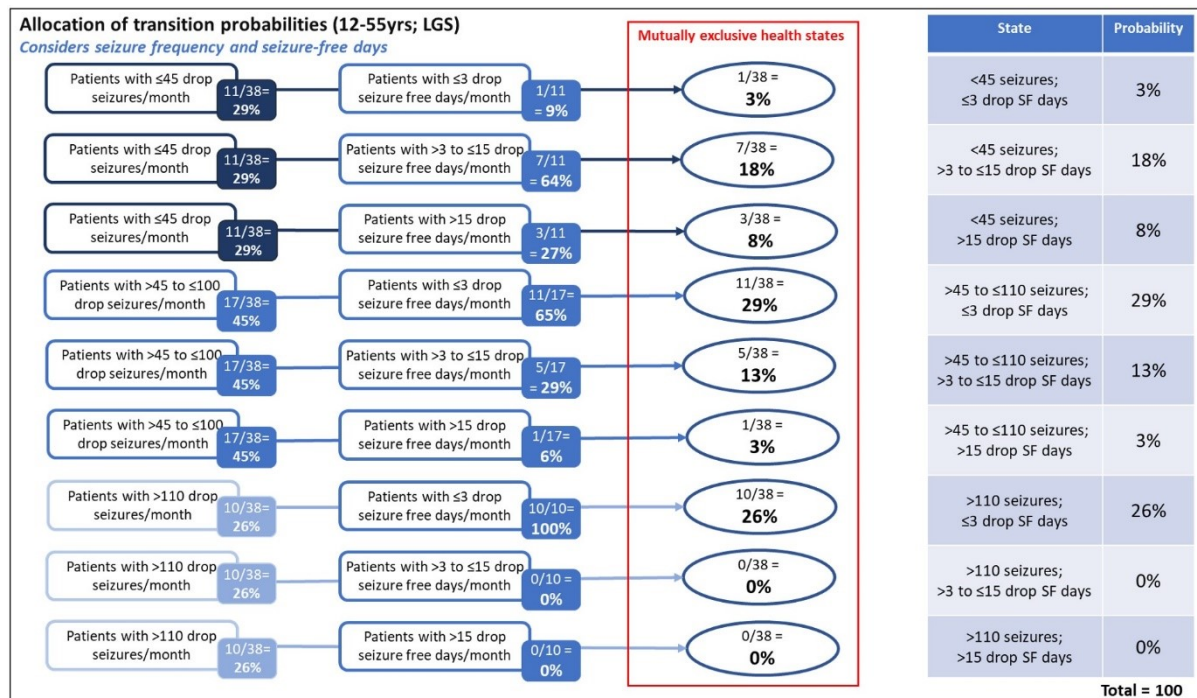 Allocation of transition probabilities (12-55yrs; LGS)
Considers seizure frequency and seizure-free days
Mutually exclusive health states
Patients with ≤45 drop
seizures/month
11/38=
29%
Patients with ≤3 drop
seizure free days/month
1/11
= 9%
1/38 =
3%
Patients with ≤45 drop
seizures/month
11/38=
29%
Patients with >3 to ≤15 drop
seizure free days/month
7/11
= 64%
7/38 =
18%
Patients with ≤45 drop
seizures/month
11/38=
29%
Patients with >15 drop
seizure free days/month
3/11
= 27%
3/38 =
8%
Patients with >45 to ≤100
drop seizures/month
17/38=
45%
Patients with ≤3 drop
seizure free days/month
11/17=
65%
11/38 =
29%
Patients with >45 to ≤100
drop seizures/month
17/38=
45%
Patients with >3 to ≤15 drop
seizure free days/month
5/17
= 29%
5/38 =
13%
Patients with >45 to ≤100
drop seizures/month
17/38=
45%
Patients with >15 drop
seizure free days/month
1/17=
6%
1/38 =
3%
Patients with >110 drop
seizures/month
10/38=
26%
Patients with ≤3 drop
seizure free days/month
10/10=
100%
10/38 =
26%
Patients with >110 drop
seizures/month
10/38=
26%
Patients with >3 to ≤15 drop
seizure free days/month
0/10 =
0%
0/38 =
0%
Patients with >110 drop
seizures/month
10/38=
26%
Patients with >15 drop
seizure free days/month
0/10 =
0%
0/38 =
0%
State Probability
<45 seizures;
≤3 drop SF days
3%
<45 seizures;
>3 to ≤15 drop SF days
18%
<45 seizures;
>15 drop SF days
8%
>45 to ≤110 seizures;
≤3 drop SF days
29%
>45 to ≤110 seizures;
>3 to ≤15 drop SF days
13%
>45 to ≤110 seizures;
>15 drop SF days
3%
>110 seizures;
≤3 drop SF days
26%
>110 seizures;
>3 to ≤15 drop SF days
0%
>110 seizures;
>15 drop SF days
0%
Total = 100